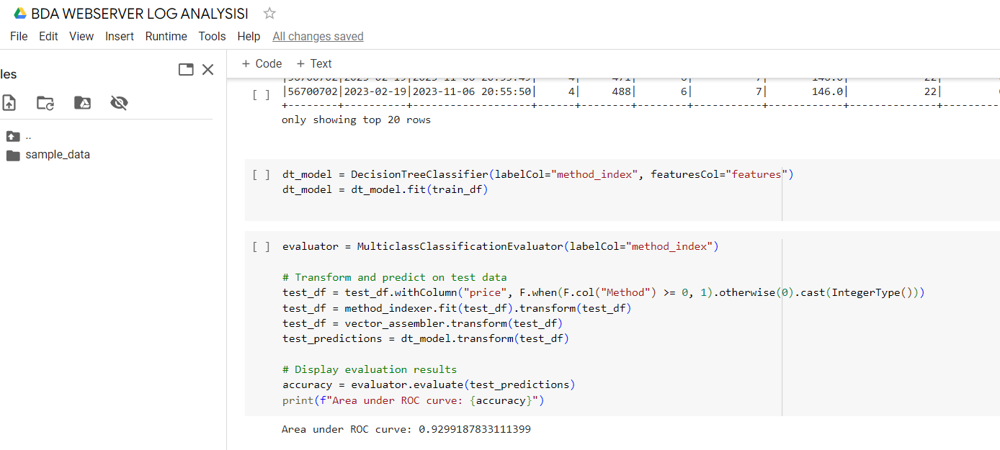 BDA WEBSERVER LOG ANALYSISI
File Edit View Insert Runtime Tools Help All changes saved
les
+ Code + Text
..
sample_data
[ ] |56700702|2023-02-19|2023-11-06 20:55:50| 4| 488| 6| 7| 146.0| 22|
+--------+----------+-------------------+------+--------+--------+-----------+------------+--------------+---------
only showing top 20 rows
[ ] dt_model = DecisionTreeClassifier(labelCol="method_index", featuresCol="features")
dt_model = dt_model.fit(train_df)
[ ] evaluator = MulticlassClassificationEvaluator(labelCol="method_index")
# Transform and predict on test data
test_df = test_df.withColumn("price", F.when(F.col("Method") >= 0, 1).otherwise(0).cast(IntegerType()))
test_df = method_indexer.fit(test_df).transform(test_df)
test_df = vector_assembler.transform(test_df)
test_predictions = dt_model.transform(test_df)
# Display evaluation results
accuracy = evaluator.evaluate(test_predictions)
print(f"Area under ROC curve: {accuracy}")
Area under ROC curve: 0.9299187833111399